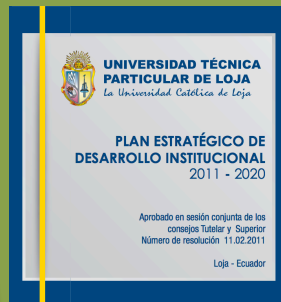 UNIVERSIDAD TÉCNICA
PARTICULAR DE LOJA
La Universidad Católica de Loja
PLAN ESTRATÉGICO DE
DESARROLLO INSTITUCIONAL
2011 - 2020
Aprobado en sesión conjunta de los
consejos Tutelar y Superior
Número de resolución 11.02.2011
Loja - Ecuador